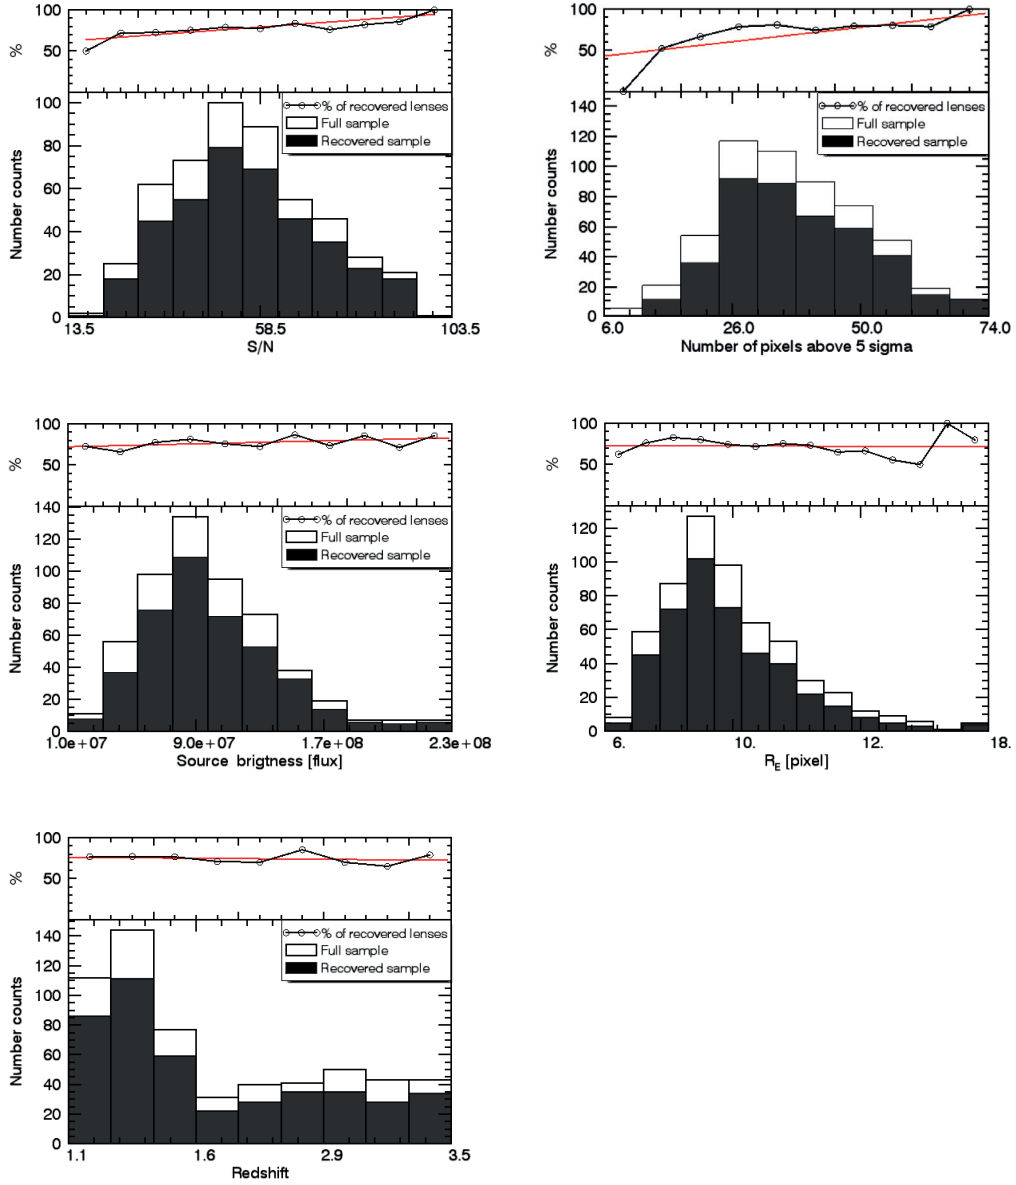 100
50
%
100
80
60
40
20
0
Number counts
% of recovered lenses
Full sample
Recovered sample
13.5 58.5 103.5
S/N
100
50
%
140
120
100
80
60
40
20
0
Number counts
% of recovered lenses
Full sample
Recovered sample
6.0 26.0 50.0 74.0
Number of pixels above 5 sigma
100
50
%
140
120
100
80
60
40
20
0
Number counts
% of recovered lenses
Full sample
Recovered sample
1.0e+07 9.0e+07 1.7e+08 2.3e+08
Source brigtness [flux]
100
50
%
120
100
80
60
40
20
0
Number counts
6. 10. 12. 18.
R_E [pixel]
100
50
%
140
120
100
80
60
40
20
0
Number counts
% of recovered lenses
Full sample
Recovered sample
1.1 1.6 2.9 3.5
Redshift